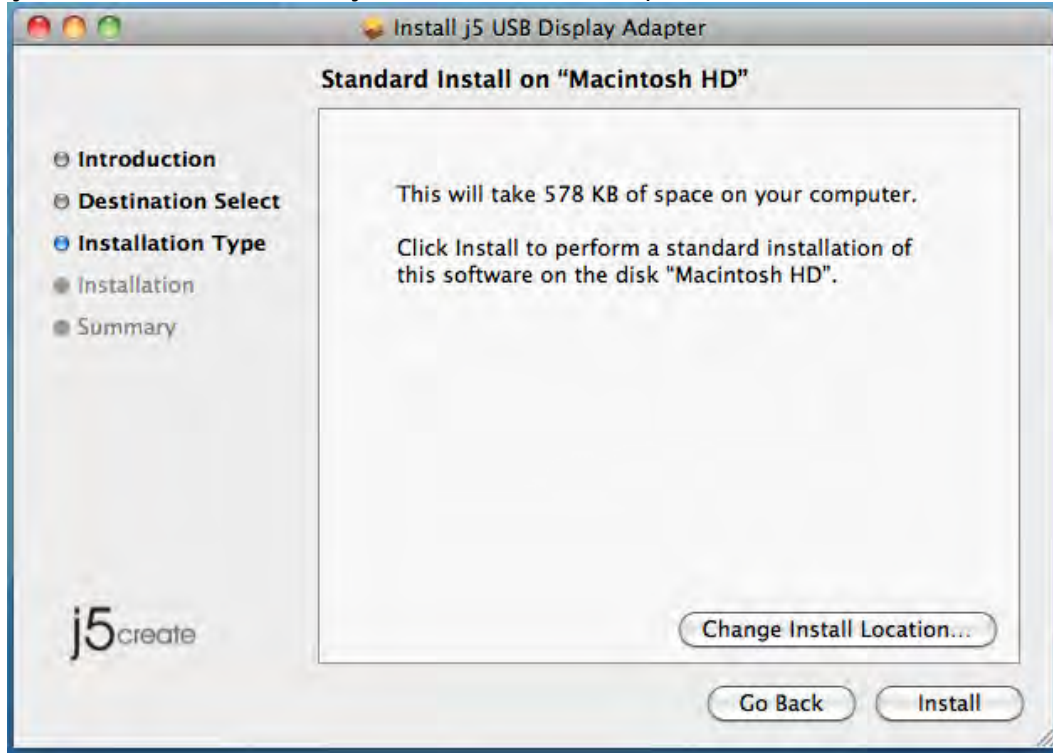 Install j5 USB Display Adapter
Standard Install on “Macintosh HD”
Introduction
Destination Select
Installation Type
Installation
Summary
This will take 578 KB of space on your computer.
Click Install to perform a standard installation of
this software on the disk “Macintosh HD”.
j5create
Change Install Location...
Go Back
Install